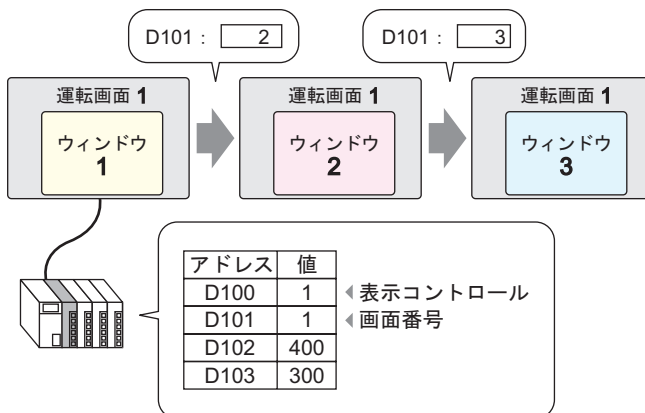 D101 : 2
D101 : 3
運転画面 1
ウィンドウ
1
運転画面 1
ウィンドウ
2
運転画面 1
ウィンドウ
3
アドレス 値
D100 1 表示コントロール
D101 1 画面番号
D102 400
D103 300